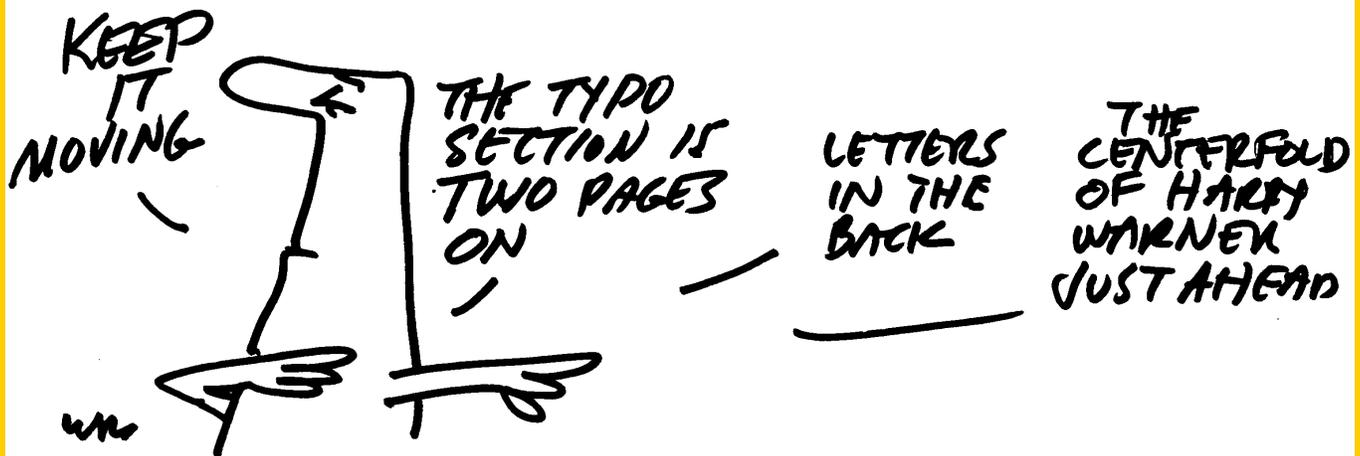 KEEP
IT
MOVING
THE TYPO
SECTION IS
TWO PAGES
ON
LETTERS
IN THE
BACK
THE
CENTERFOLD
OF HARRY
WARNER
JUST AHEAD